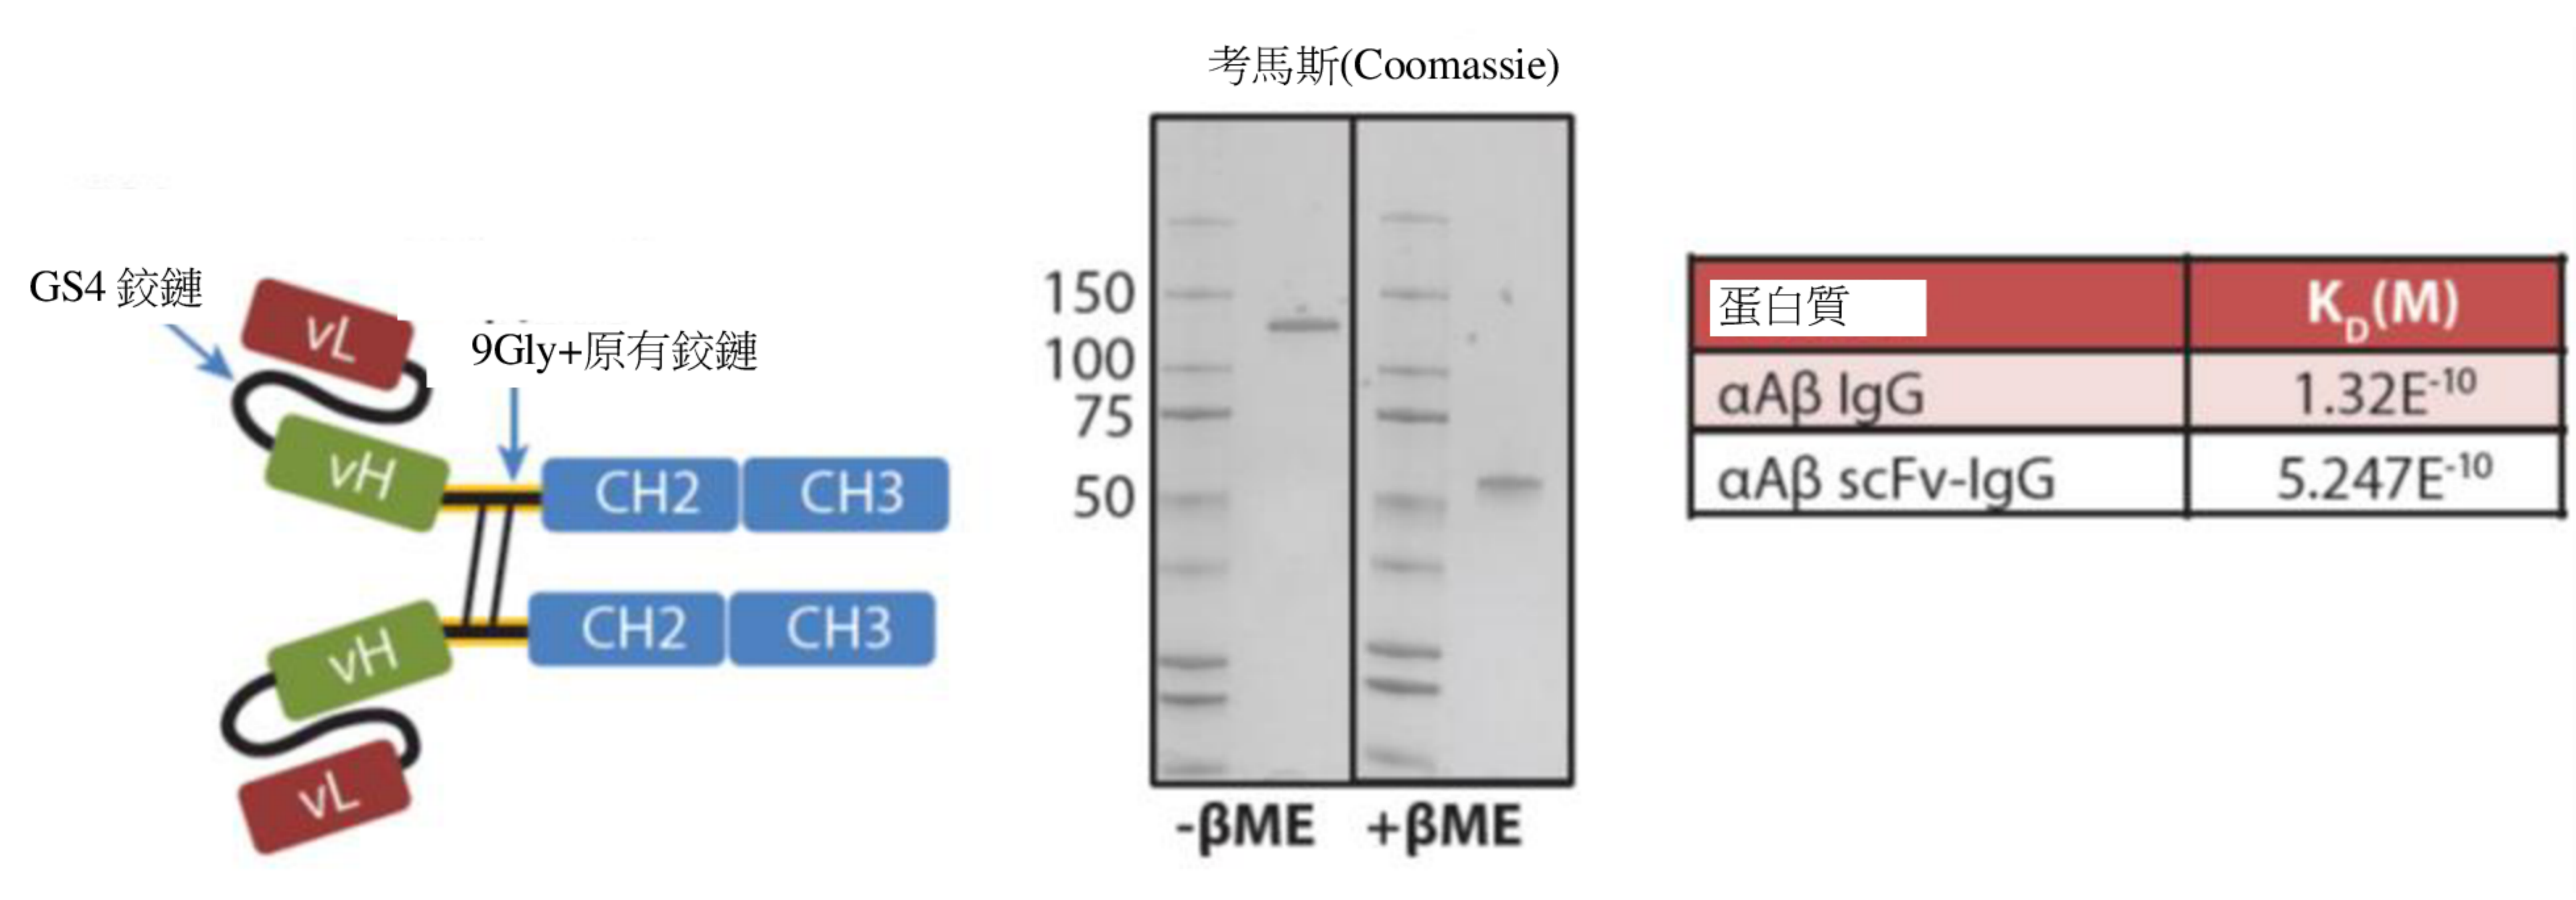 考馬斯(Coomassie)
GS4 鉸鏈
9Gly+原有鉸鏈
vL
vH
CH2 CH3
CH2 CH3
vH
vL
150
100
75
50
-βME +βME
蛋白質 K_D(M)
αAβ IgG 1.32E⁻¹⁰
αAβ scFv-IgG 5.247E⁻¹⁰